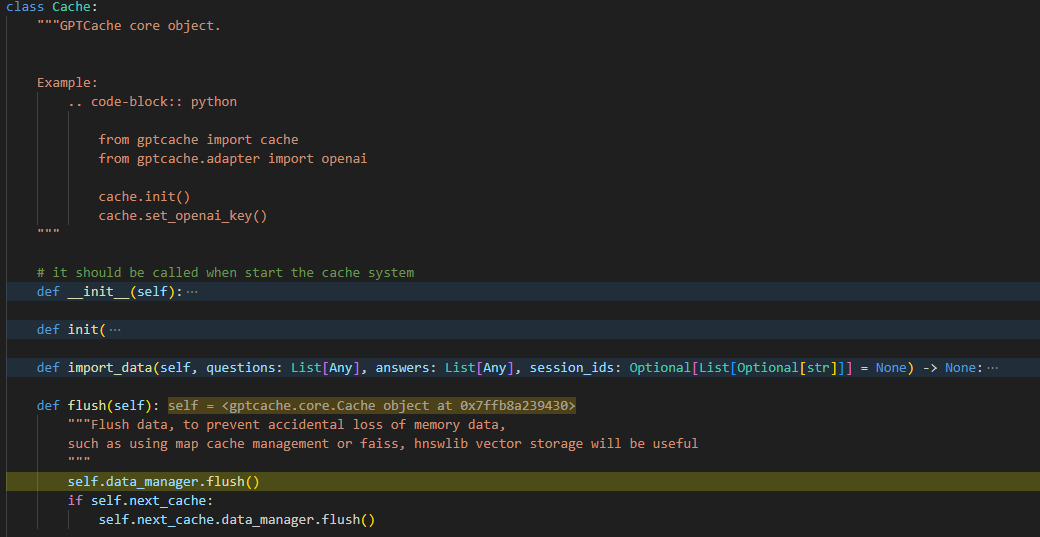 class Cache:
    """GPTCache core object.
    Example:
        .. code-block:: python
            from gptcache import cache
            from gptcache.adapter import openai
            cache.init()
            cache.set_openai_key()
    """
    # it should be called when start the cache system
    def __init__(self):···
    def init(···
    def import_data(self, questions: List[Any], answers: List[Any], session_ids: Optional[List[Optional[str]]] = None) -> None:···
    def flush(self): self = <gptcache.core.Cache object at 0x7ffb8a239430>
        """Flush data, to prevent accidental loss of memory data,
        such as using map cache management or faiss, hnswlib vector storage will be useful
        """
        self.data_manager.flush()
        if self.next_cache:
            self.next_cache.data_manager.flush()